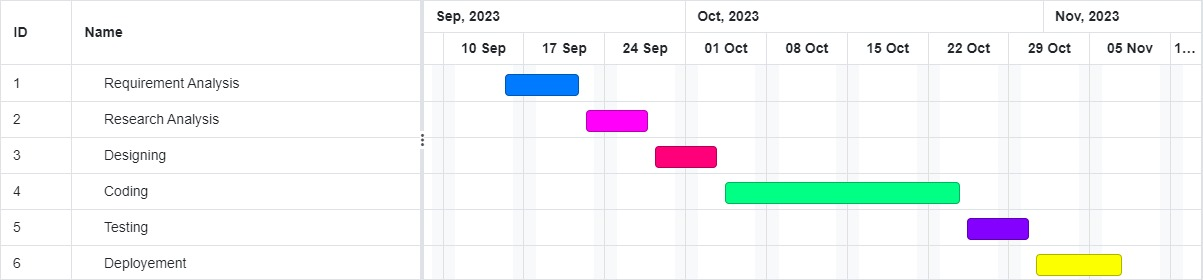 Sep, 2023 Oct, 2023 Nov, 2023
ID Name
10 Sep 17 Sep 24 Sep 01 Oct 08 Oct 15 Oct 22 Oct 29 Oct 05 Nov 1...
1 Requirement Analysis
2 Research Analysis
3 Designing
4 Coding
5 Testing
6 Deployement